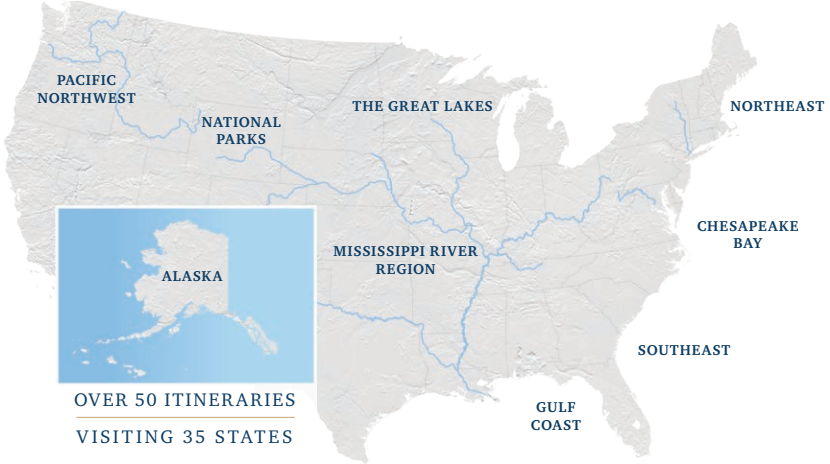 PACIFIC
NORTHWEST
NATIONAL
PARKS
THE GREAT LAKES
NORTHEAST
CHESAPEAKE
BAY
MISSISSIPPI RIVER
REGION
ALASKA
SOUTHEAST
GULF
COAST
OVER 50 ITINERARIES
VISITING 35 STATES